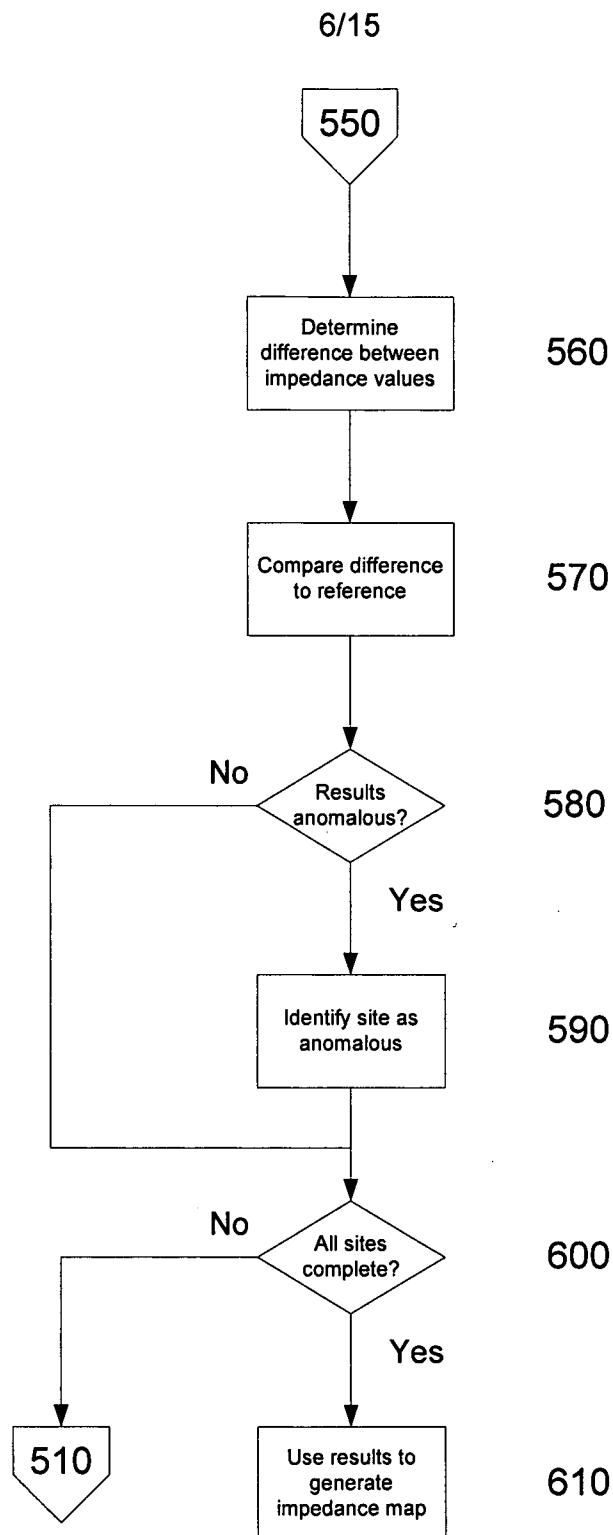 6/15
550
Determine
difference between
impedance values
560
Compare difference
to reference
570
No
Results
anomalous?
580
Yes
Identify site as
anomalous
590
No
All sites
complete?
600
Yes
510
Use results to
generate
impedance map
610